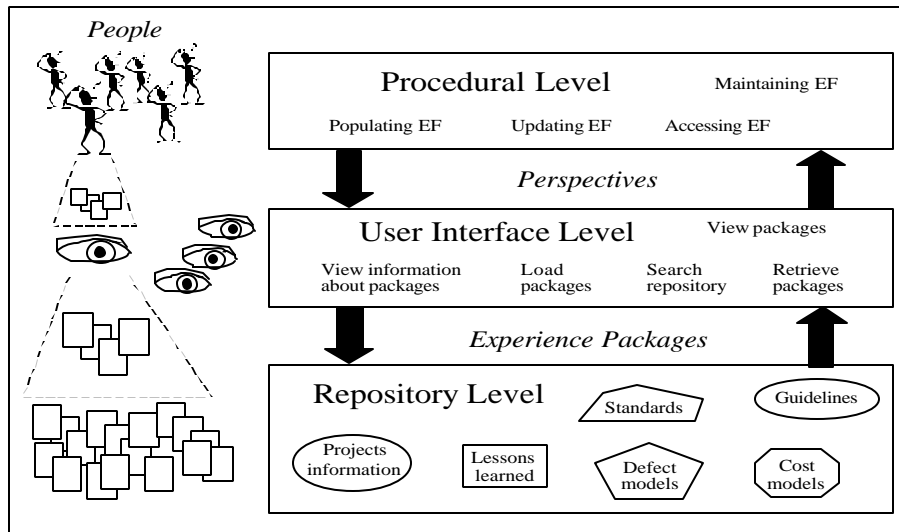 People
Procedural Level
Maintaining EF
Populating EF
Updating EF
Accessing EF
Perspectives
User Interface Level
View packages
View information
about packages
Load
packages
Search
repository
Retrieve
packages
Experience Packages
Repository Level
Standards
Guidelines
Projects
information
Lessons
learned
Defect
models
Cost
models